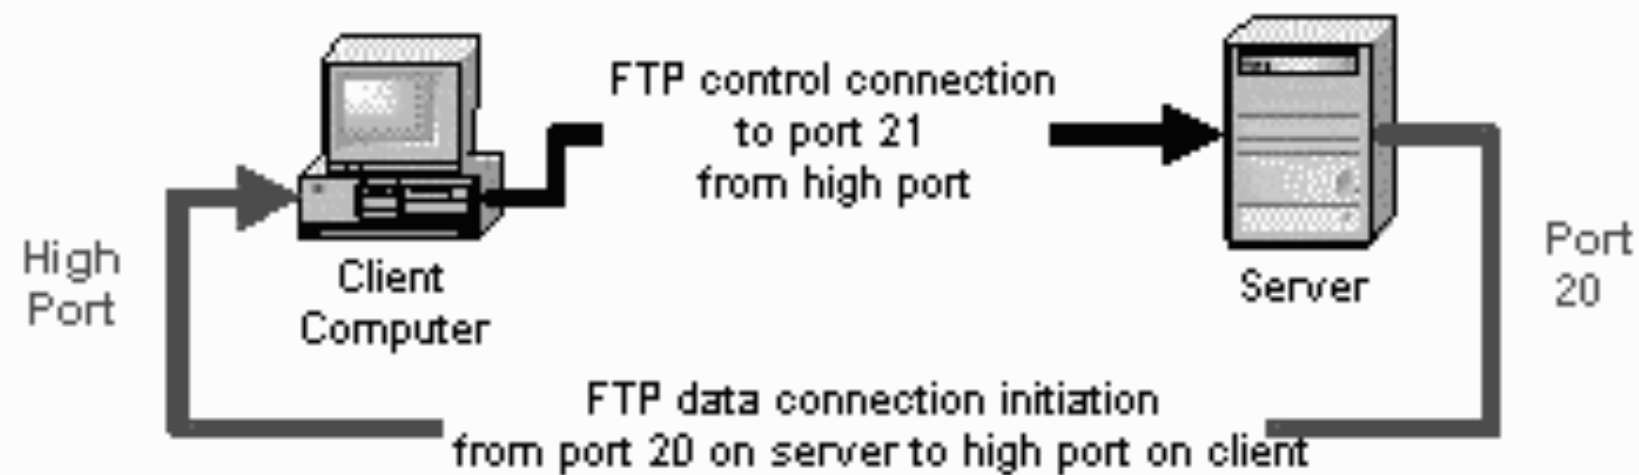 FTP control connection
to port 21
from high port
High
Port
Client
Computer
Server
Port
20
FTP data connection initiation
from port 20 on server to high port on client